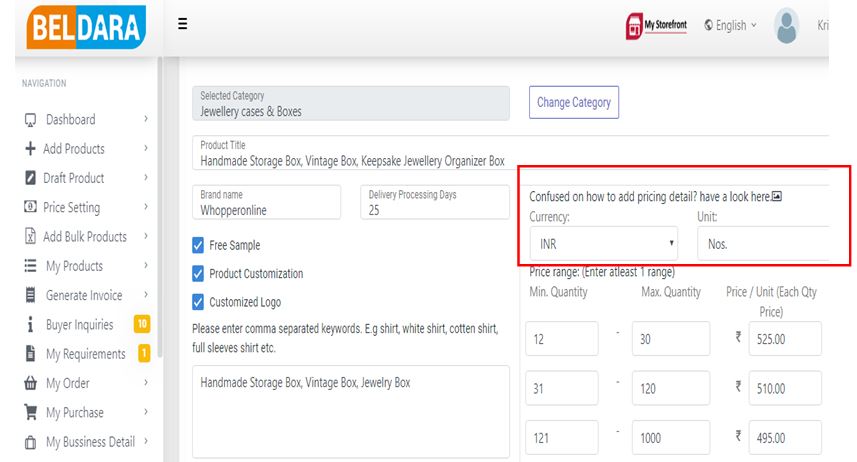 BELDARA
My Storefront
English
Kri
NAVIGATION
Dashboard
Add Products
Draft Product
Price Setting
Add Bulk Products
My Products
Generate Invoice
Buyer Inquiries 10
My Requirements 1
My Order
My Purchase
My Bussiness Detail
Selected Category
Jewellery cases & Boxes
Change Category
Product Title
Handmade Storage Box, Vintage Box, Keepsake Jewellery Organizer Box
Brand name
Whopperonline
Delivery Processing Days
25
Free Sample
Product Customization
Customized Logo
Please enter comma separated keywords. E.g shirt, white shirt, cotten shirt,
full sleeves shirt etc.
Handmade Storage Box, Vintage Box, Jewelry Box
Confused on how to add pricing detail? have a look here.
Currency:
Unit:
INR
Nos.
Price range: (Enter atleast 1 range)
Min. Quantity
Max. Quantity
Price / Unit (Each Qty
Price)
12 - 30 ₹ 525.00
31 - 120 ₹ 510.00
121 - 1000 ₹ 495.00